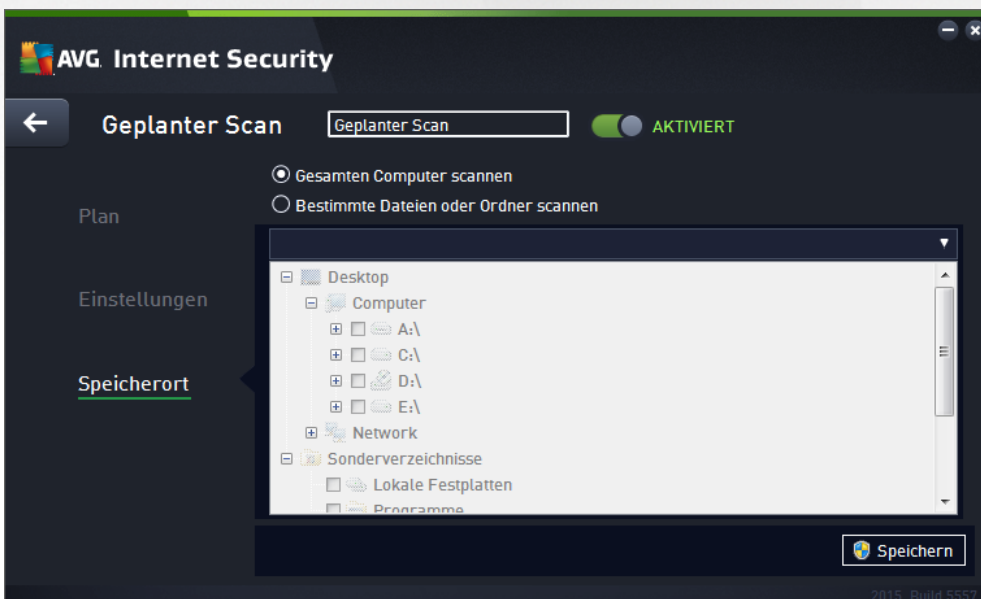 AVG. Internet Security
Geplanter Scan
Geplanter Scan
AKTIVIERT
Gesamten Computer scannen
Bestimmte Dateien oder Ordner scannen
Plan
Einstellungen
Speicherort
Desktop
Computer
A:\
C:\
D:\
E:\
Network
Sonderverzeichnisse
Lokale Festplatten
Programme
Speichern
2015. Build 5557